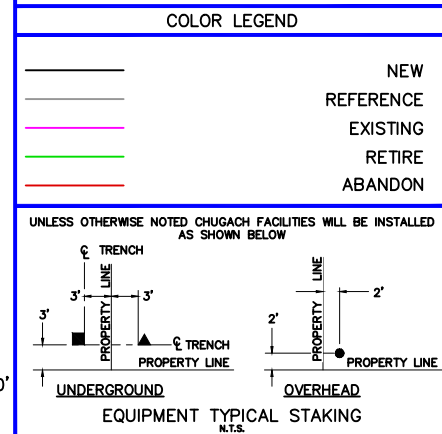 COLOR LEGEND
NEW
REFERENCE
EXISTING
RETIRE
ABANDON
UNLESS OTHERWISE NOTED CHUGACH FACILITIES WILL BE INSTALLED
AS SHOWN BELOW
℄ TRENCH
PROPERTY LINE
3' 3'
3'
℄ TRENCH
PROPERTY LINE
UNDERGROUND
PROPERTY LINE
2'
2'
PROPERTY LINE
OVERHEAD
0'
EQUIPMENT TYPICAL STAKING
N.T.S.